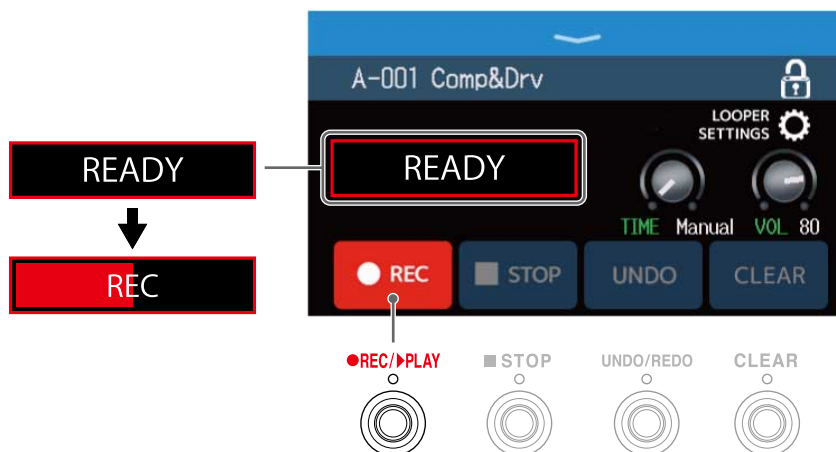 A-001 Comp&Drv
LOOPER
SETTINGS
READY
READY
TIME Manual VOL 80
REC
REC
STOP
UNDO
CLEAR
●REC/▶PLAY
■STOP
UNDO/REDO
CLEAR